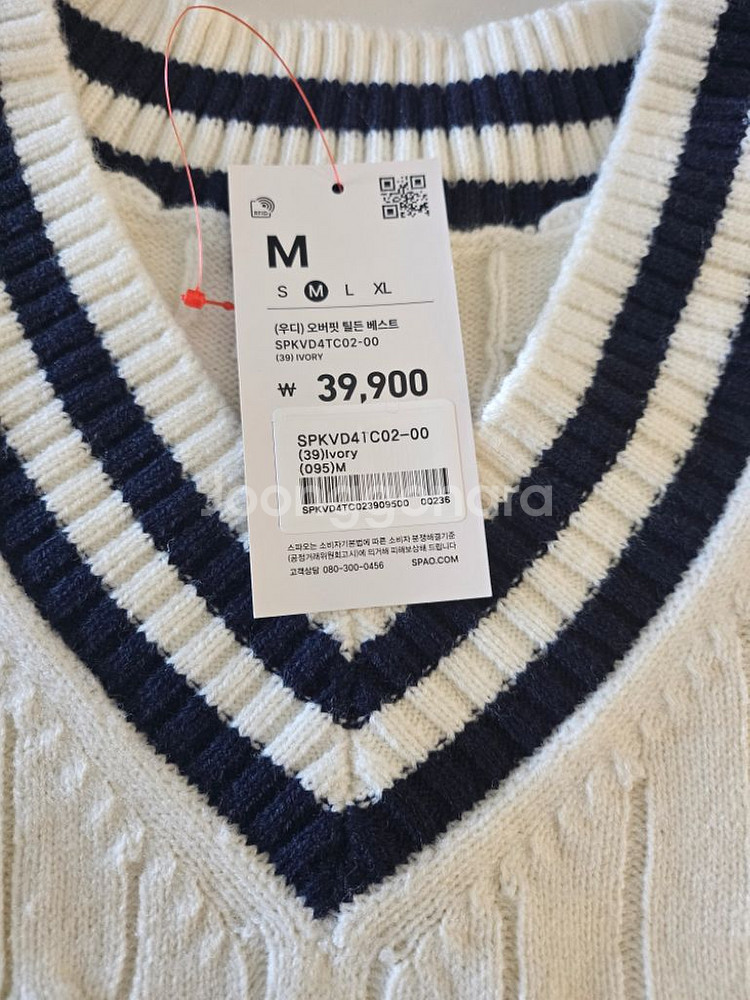 RFID
M
S M L XL
(우디) 오버핏 틸든 베스트
SPKVD4TC02-00
(39) IVORY
₩ 39,900
SPKVD4TC02-00
(39)Ivory
(095)M
joonggonara
SPKVD4TC023909500 00236
스파오는 소비자기본법에 따른 소비자 분쟁해결기준
(공정거래위원회고시)에 의거해 피해보상해 드립니다
고객상담 080-300-0456 SPAO.COM